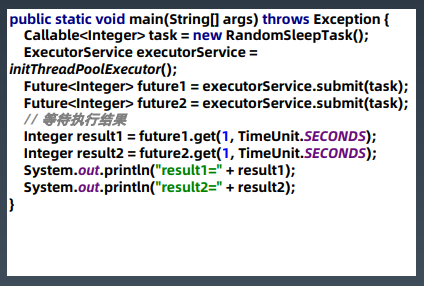 public static void main(String[] args) throws Exception {
Callable<Integer> task = new RandomSleepTask();
ExecutorService executorService =
initThreadPoolExecutor();
Future<Integer> future1 = executorService.submit(task);
Future<Integer> future2 = executorService.submit(task);
// 等待执行结果
Integer result1 = future1.get(1, TimeUnit.SECONDS);
Integer result2 = future2.get(1, TimeUnit.SECONDS);
System.out.println("result1=" + result1);
System.out.println("result2=" + result2);
}